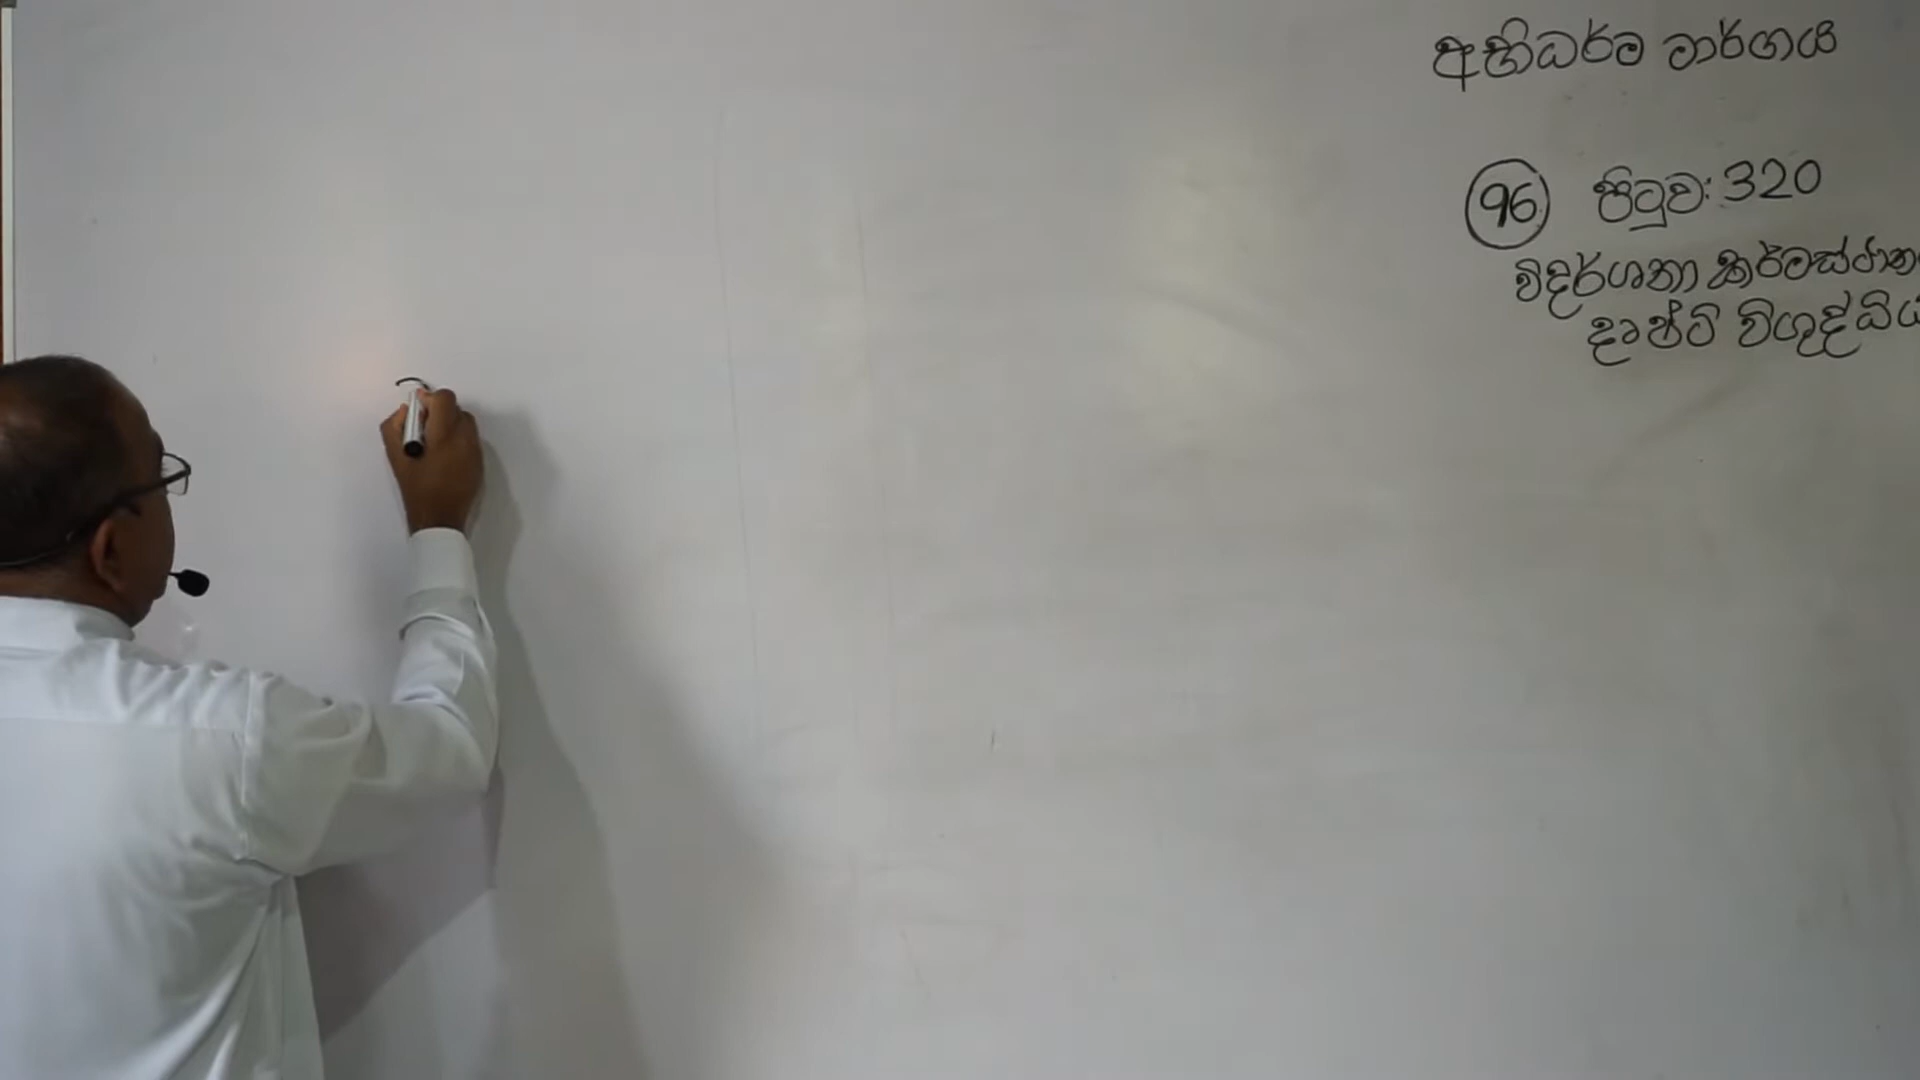 අභිධර්ම මාර්ගය
96 පිටුව: 320
විදර්ශනා කර්මස්ථාන
දෘෂ්ටි විශුද්ධිය